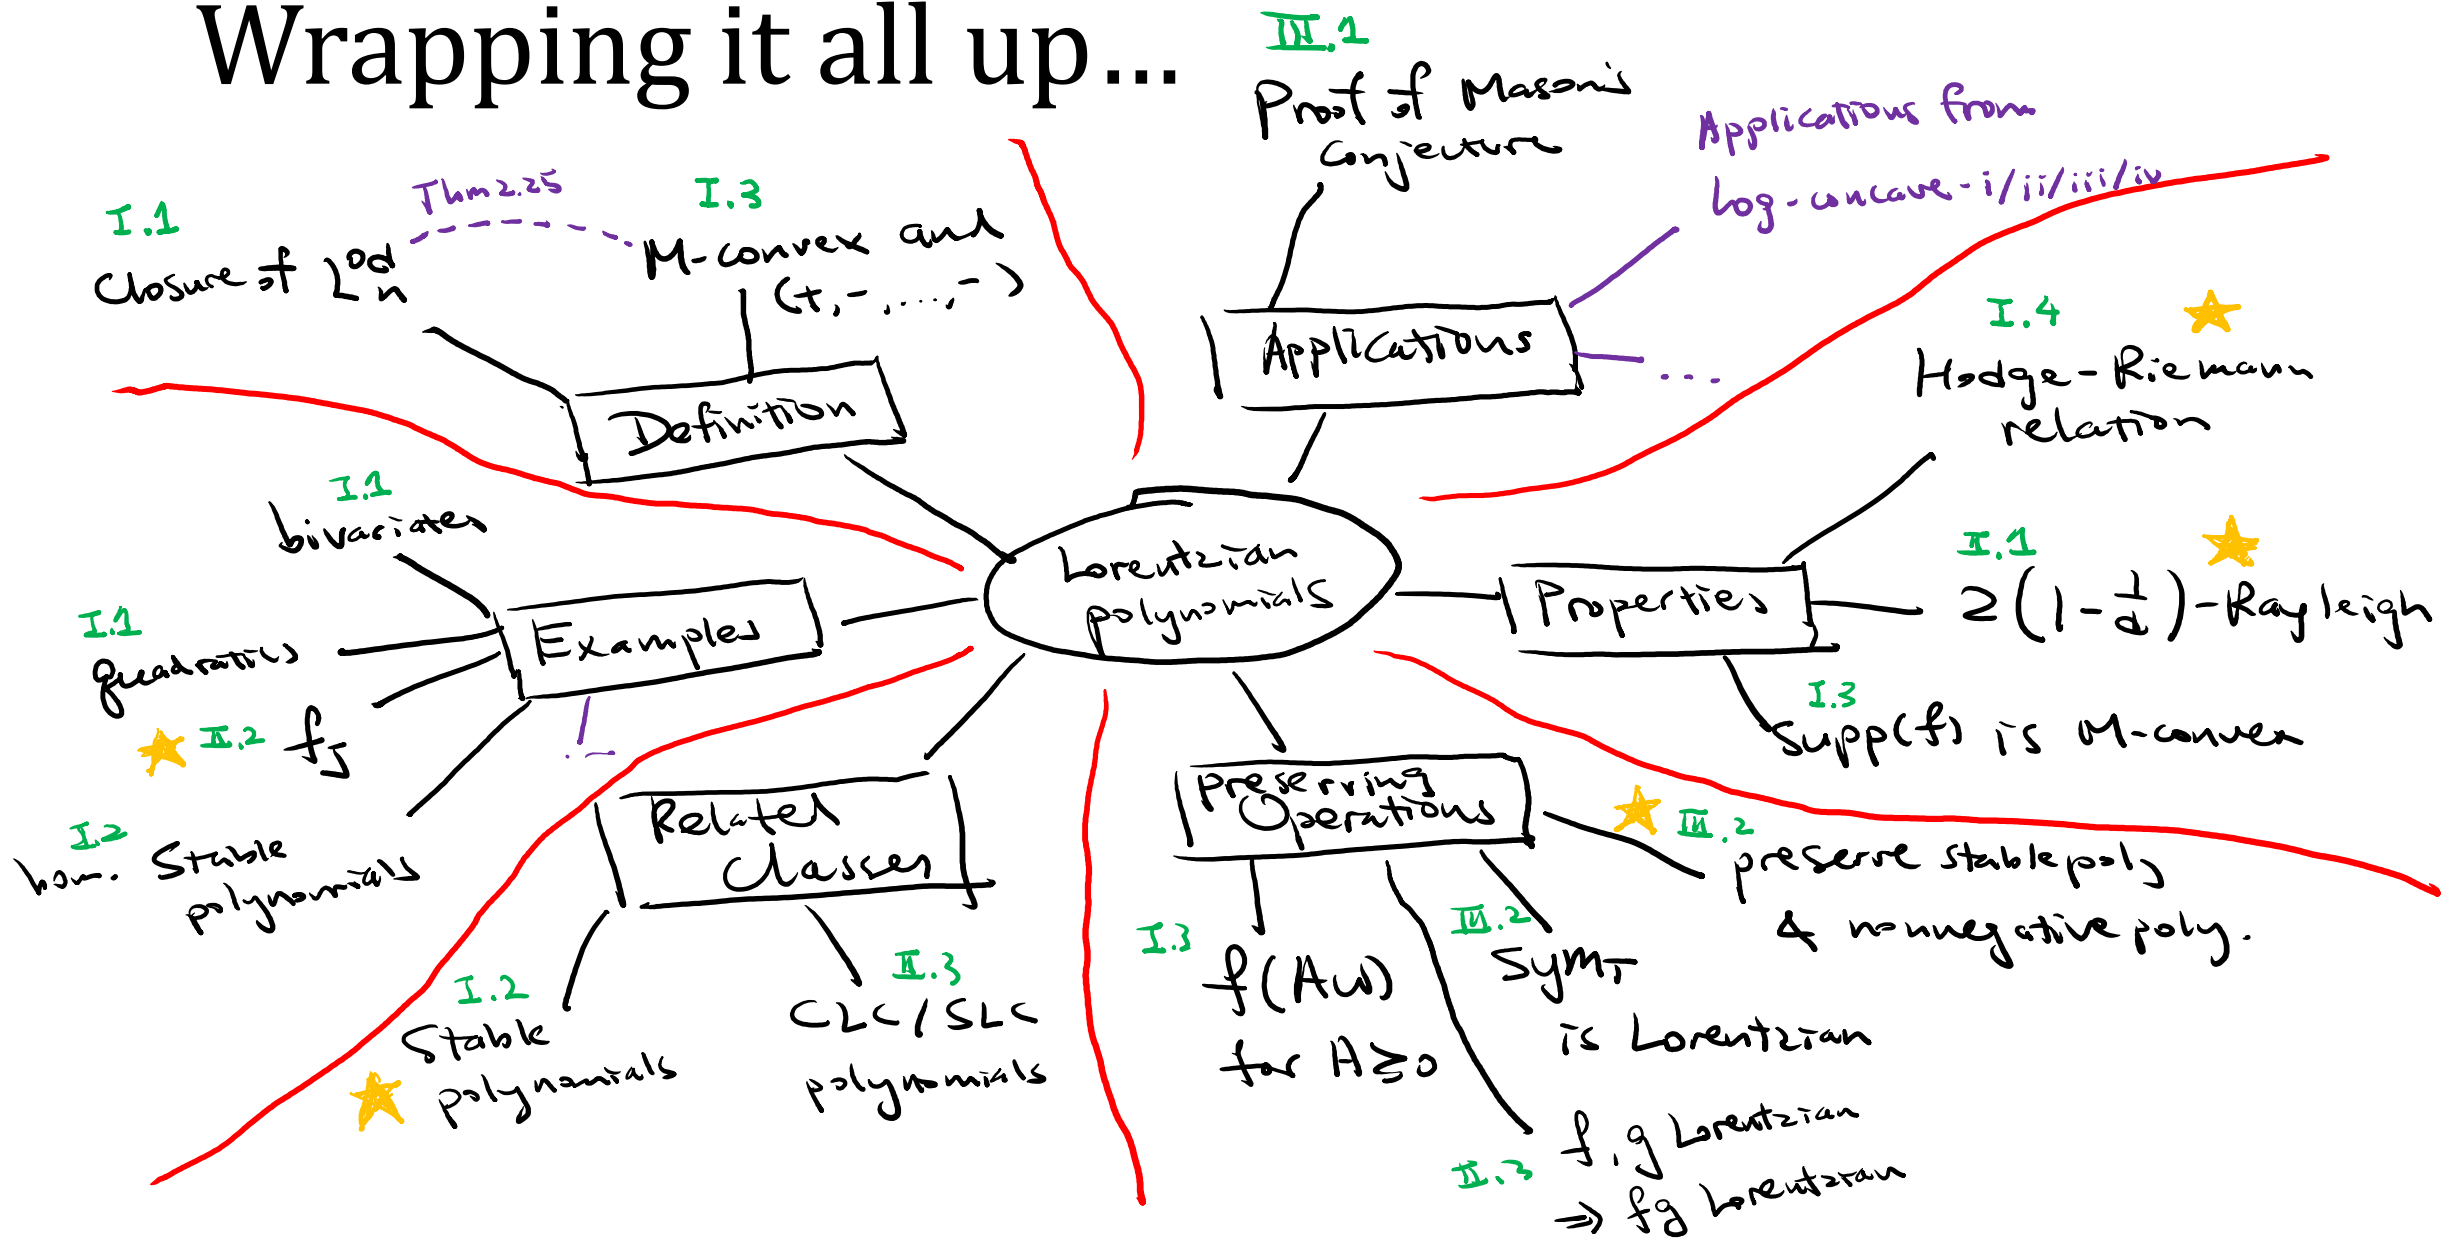 Wrapping it all up...
III.1
Proof of Mason's
Conjecture
Applications from
Log-concave-i/ii/iii/iv
Applications
...
I.1
Closure of L°ᵈₙ
Thm 2.25
I.3
M-convex and
(+,-,...,-)
Definition
I.4
Hodge-Riemann
relation
II.1
2(1-1/d)-Rayleigh
I.3
supp(f) is M-convex
Properties
Lorentzian
polynomials
I.1
bivariates
I.1
quadratics
II.2 f_J
I.2
hom. Stable
polynomials
Examples
...
Related
Classes
I.2
Stable
polynomials
II.3
CLC/SLC
polynomials
preserving
Operations
III.2
preserve stable poly
& nonnegative poly.
I.3
f(Aw)
for A≥0
III.2
Sym_T
is Lorentzian
II.3
f,g Lorentzian
⇒ fg Lorentzian